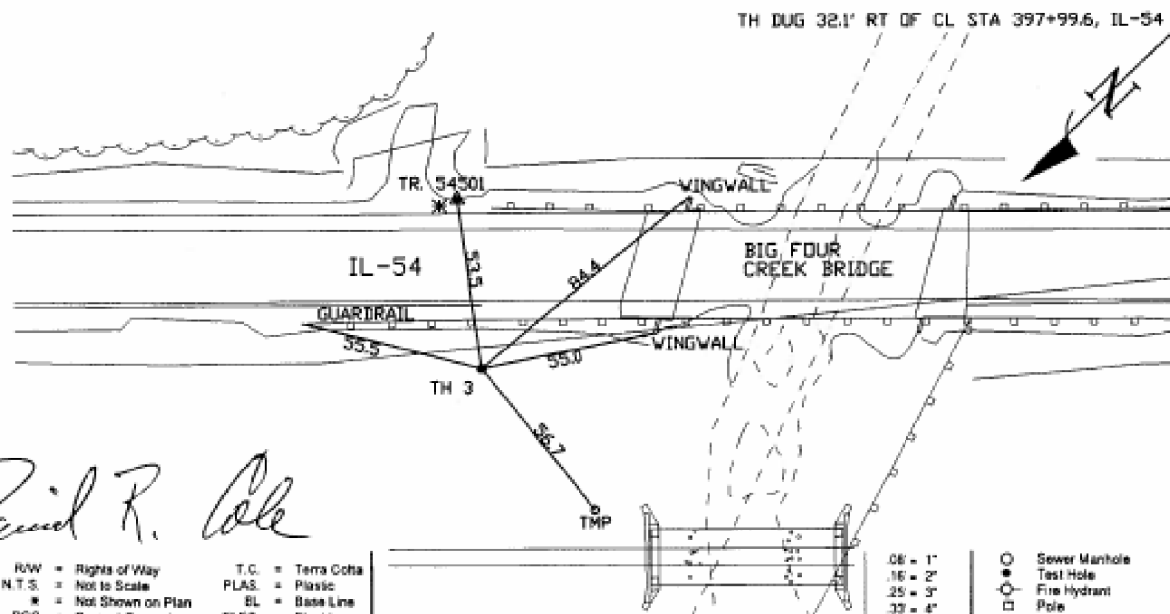 TH DUG 32.1' RT OF CL STA 397+99.6, IL-54
N
TR. 54501
WINGWALL
IL-54
53.5
84.4
BIG FOUR
CREEK BRIDGE
GUARDRAIL
55.5
55.0
WINGWALL
TH 3
56.7
TMP
R. Cole
R/W = Rights of Way
N.T.S. = Not to Scale
* = Not Shown on Plan
T.C. = Terra Cotta
PLAS. = Plastic
BL = Base Line
.08 = 1"
.16 = 2"
.25 = 3"
.33 = 4"
Sewer Manhole
Test Hole
Fire Hydrant
Pole